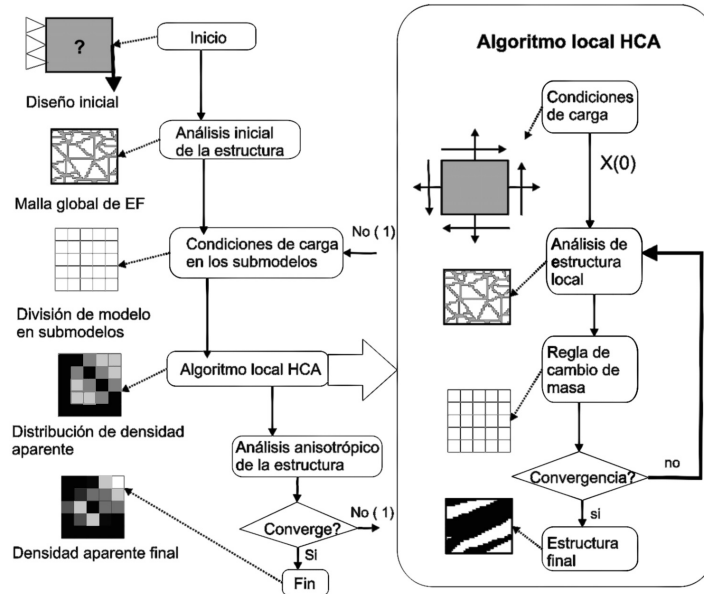 Inicio
?
Diseño inicial
Análisis inicial
de la estructura
Malla global de EF
No ( 1)
Condiciones de carga
en los submodelos
División de modelo
en submodelos
Algoritmo local HCA
Distribución de densidad
aparente
Análisis anisotrópico
de la estructura
No ( 1)
Converge?
Densidad aparente final
Si
Fin
Algoritmo local HCA
Condiciones
de carga
X(0)
Análisis de
estructura
local
Regla de
cambio de
masa
no
Convergencia?
si
Estructura
final